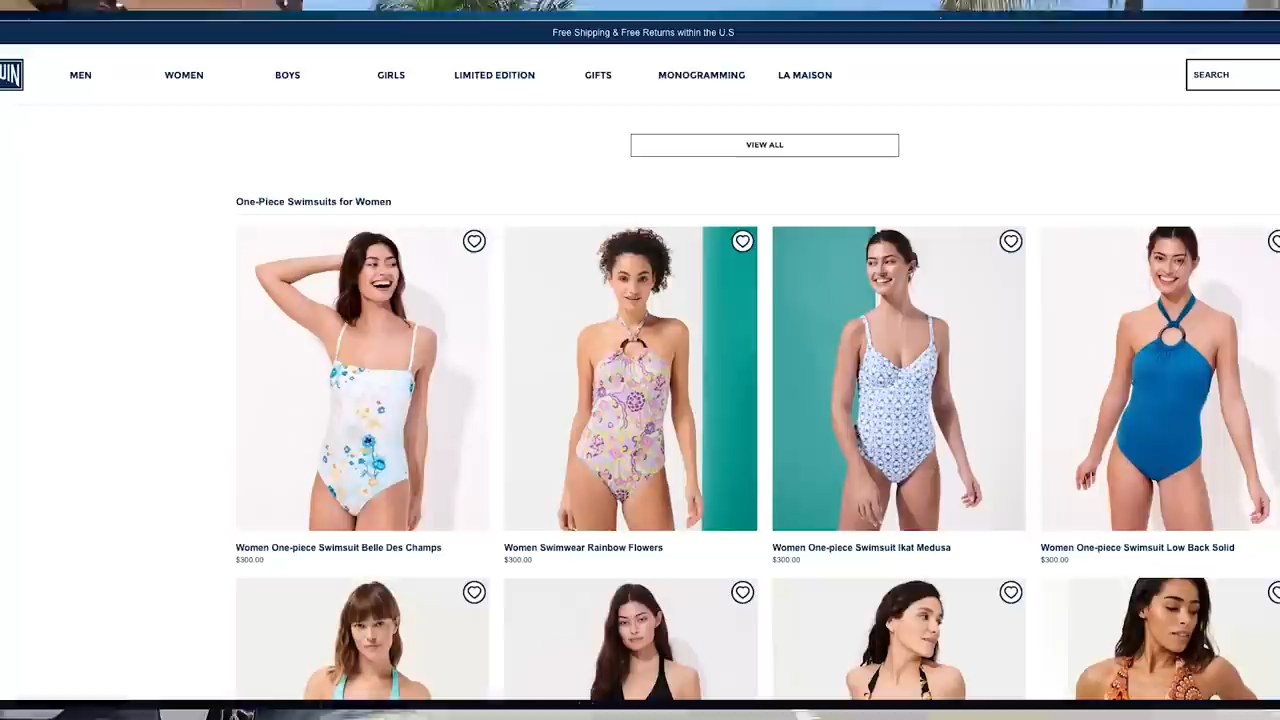 Free Shipping & Free Returns within the U.S
UIN
MEN WOMEN BOYS GIRLS LIMITED EDITION GIFTS MONOGRAMMING LA MAISON SEARCH
VIEW ALL
One-Piece Swimsuits for Women
Women One-piece Swimsuit Belle Des Champs
$300.00
Women Swimwear Rainbow Flowers
$300.00
Women One-piece Swimsuit Ikat Medusa
$300.00
Women One-piece Swimsuit Low Back Solid
$300.00